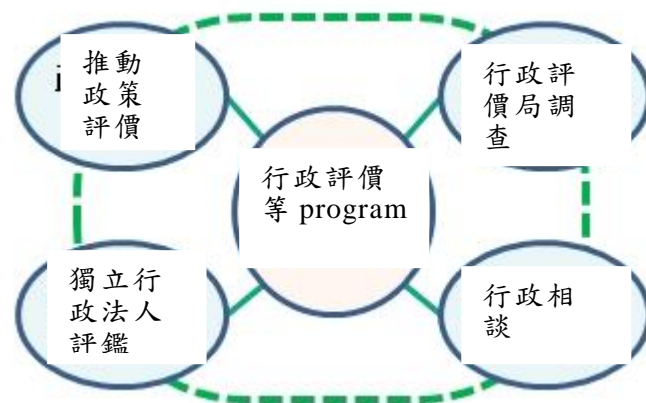 推動
政策
評價
行政評
價局調
查
行政評價
等 program
獨立行
政法人
評鑑
行政相
談